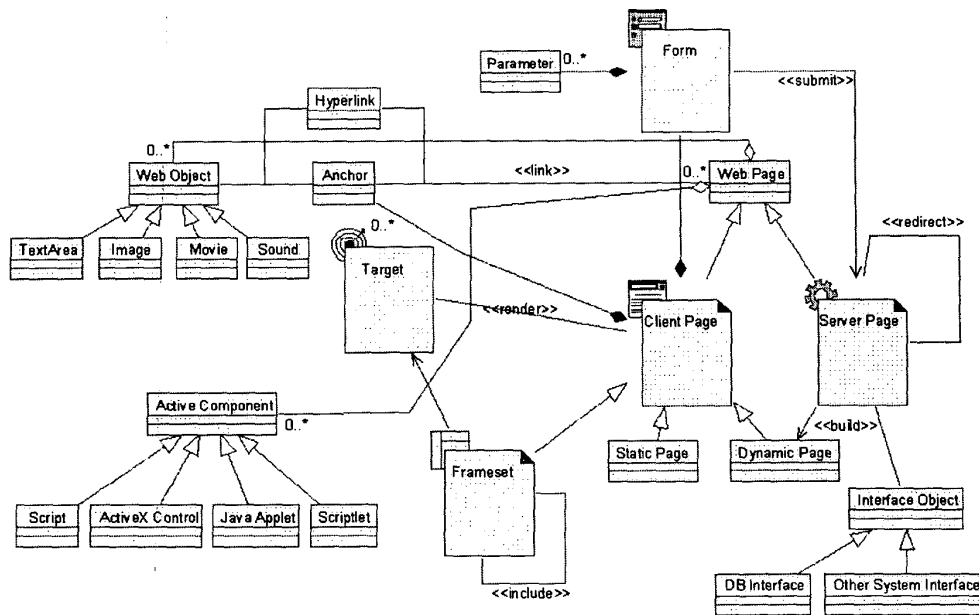 Form
Parameter
0..*
<<submit>>
Hyperlink
0..*
Web Object
Anchor
<<link>>
0..*
Web Page
<<redirect>>
TextArea
Image
Movie
Sound
0..*
Target
<<render>>
Client Page
Server Page
Active Component
0..*
<<build>>
Static Page
Dynamic Page
Frameset
Interface Object
Script
ActiveX Control
Java Applet
Scriptlet
<<include>>
DB Interface
Other System Interface